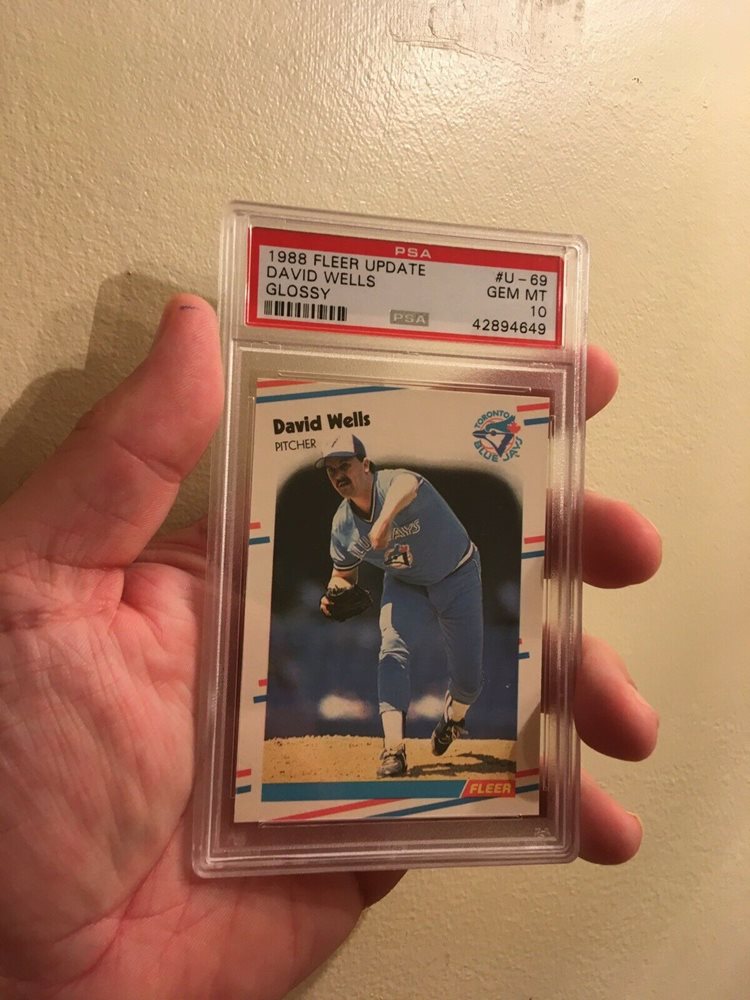 PSA
1988 FLEER UPDATE #U-69
DAVID WELLS GEM MT
GLOSSY 10
PSA 42894649
David Wells
PITCHER
TORONTO
BLUE JAYS
FLEER